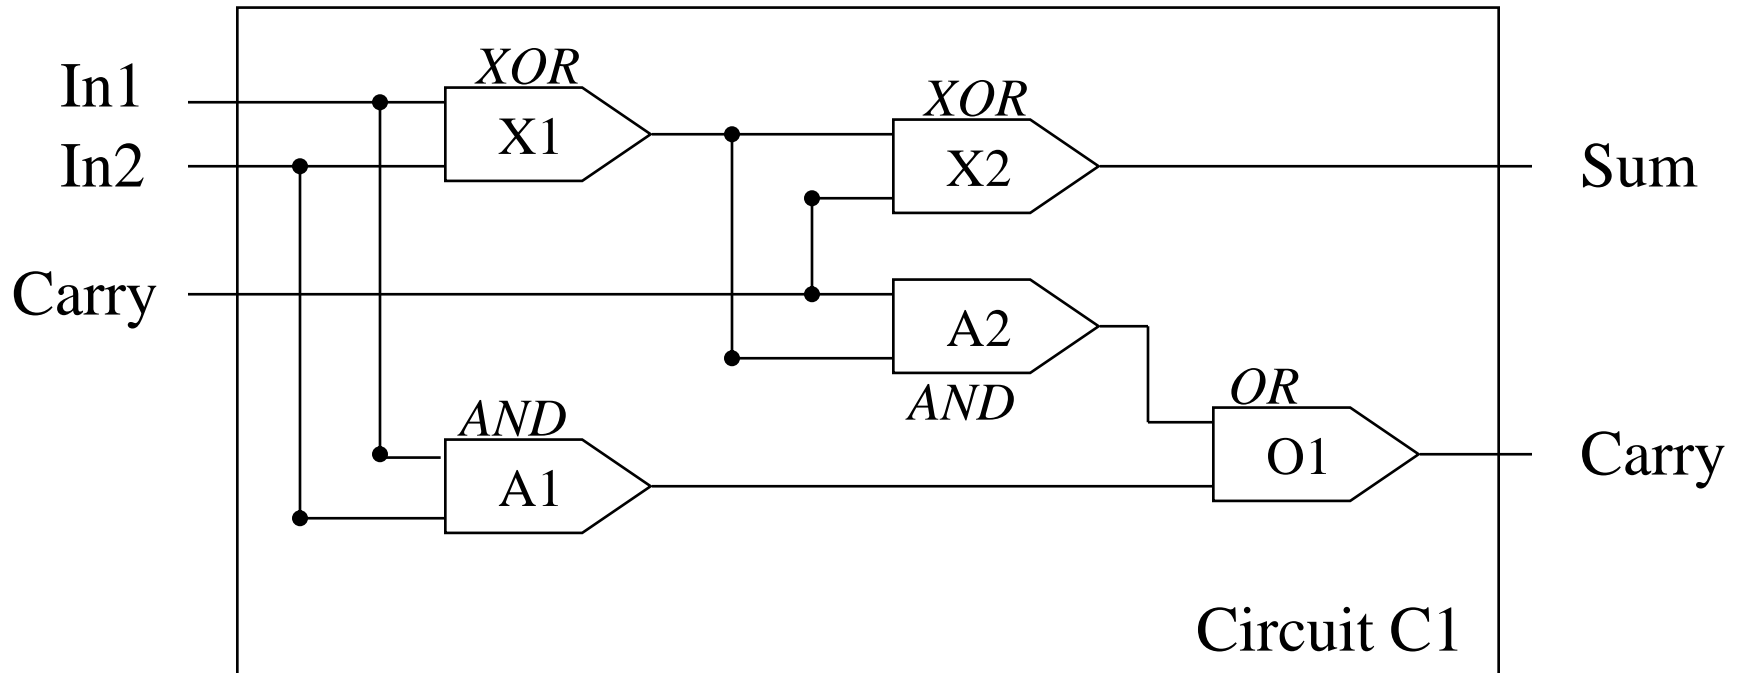 In1
In2
Carry
XOR
X1
XOR
X2
A2
AND
AND
A1
OR
O1
Sum
Carry
Circuit C1